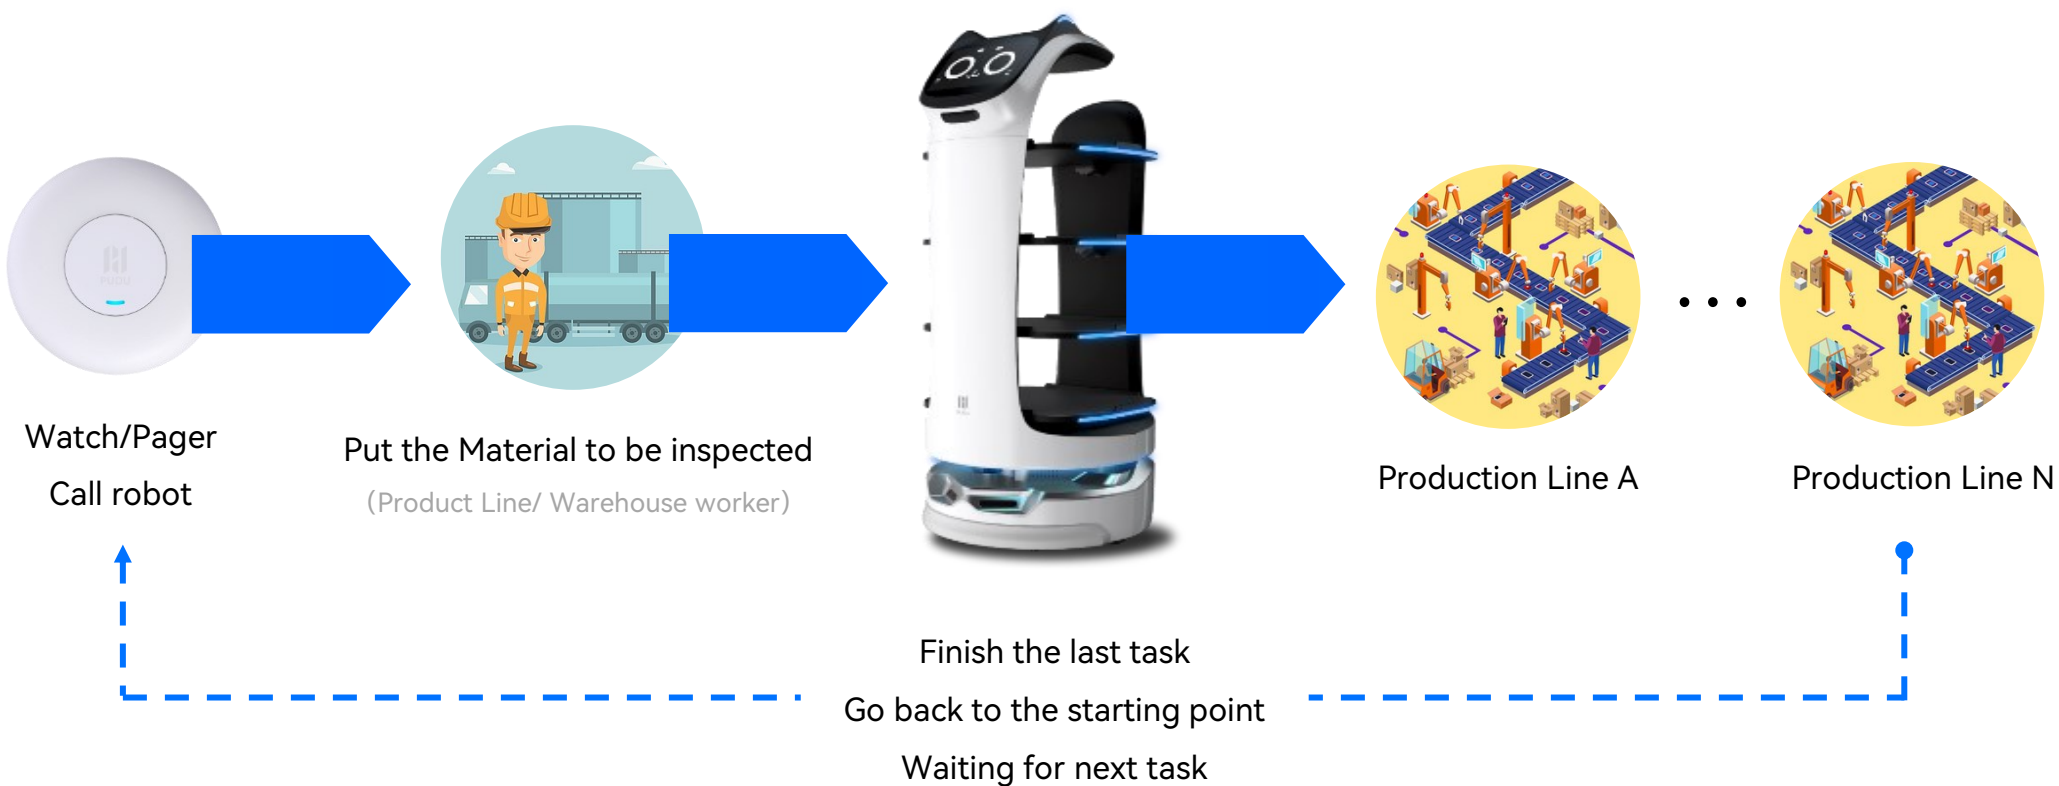 PUDU
Watch/Pager
Call robot
Put the Material to be inspected
(Product Line/ Warehouse worker)
Production Line A
...
Production Line N
Finish the last task
Go back to the starting point
Waiting for next task